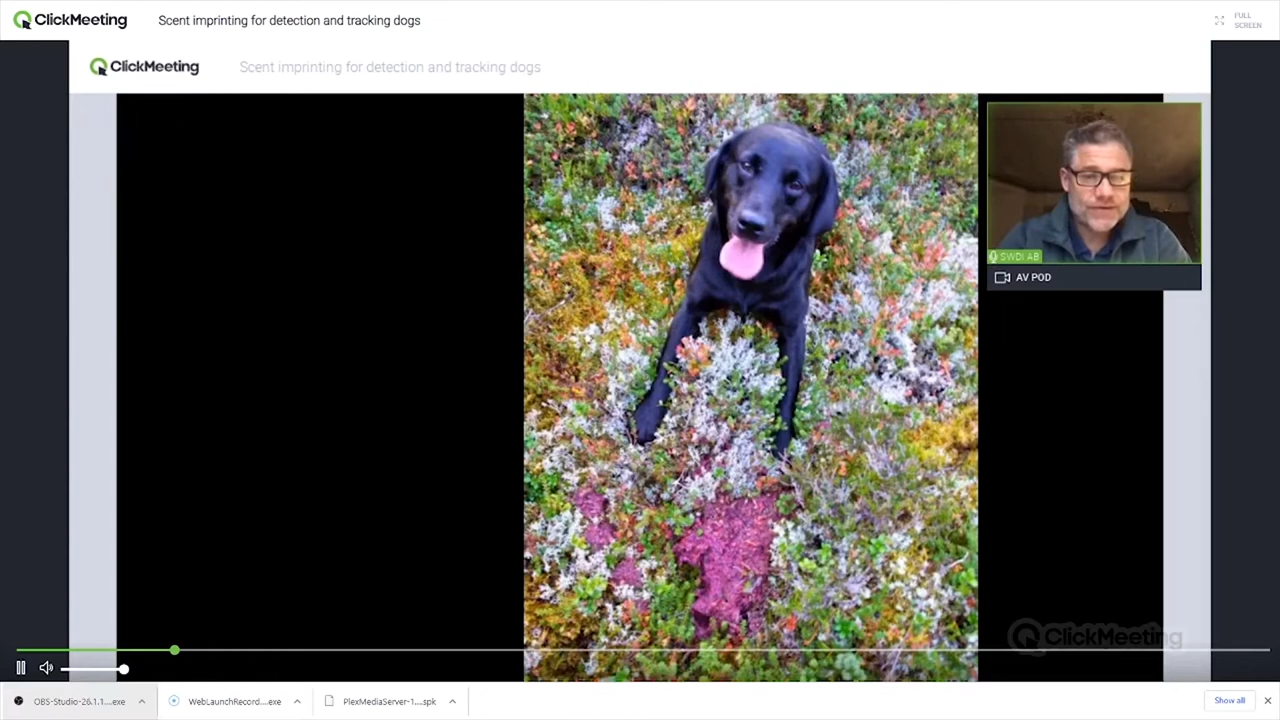 ClickMeeting
Scent imprinting for detection and tracking dogs
FULL
SCREEN
ClickMeeting
Scent imprinting for detection and tracking dogs
SWDI AB
AV POD
ClickMeeting
OBS-Studio-26.1.1....exe
WebLaunchRecord....exe
PlexMediaServer-1....spk
Show all